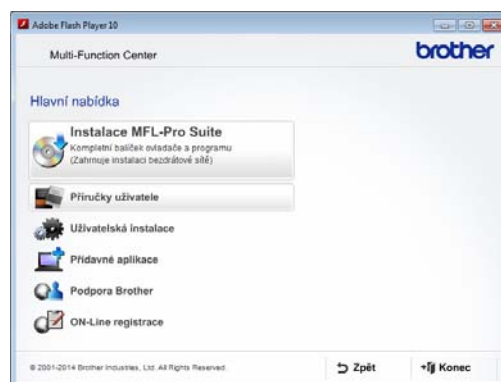 Adobe Flash Player 10
Multi-Function Center
brother
Hlavní nabídka
Instalace MFL-Pro Suite
Kompletní balíček ovladače a programu
(Zahrnuje instalaci bezdrátové sítě)
Příručky uživatele
Uživatelská instalace
Přídavné aplikace
Podpora Brother
ON-Line registrace
© 2001-2014 Brother Industries, Ltd. All Rights Reserved.
Zpět
Konec